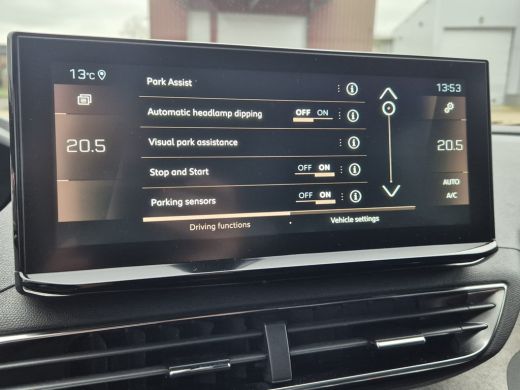 13°C
13:53
Park Assist
Automatic headlamp dipping OFF ON
20.5
Visual park assistance
20.5
Stop and Start OFF ON
AUTO
A/C
Parking sensors OFF ON
Driving functions
Vehicle settings